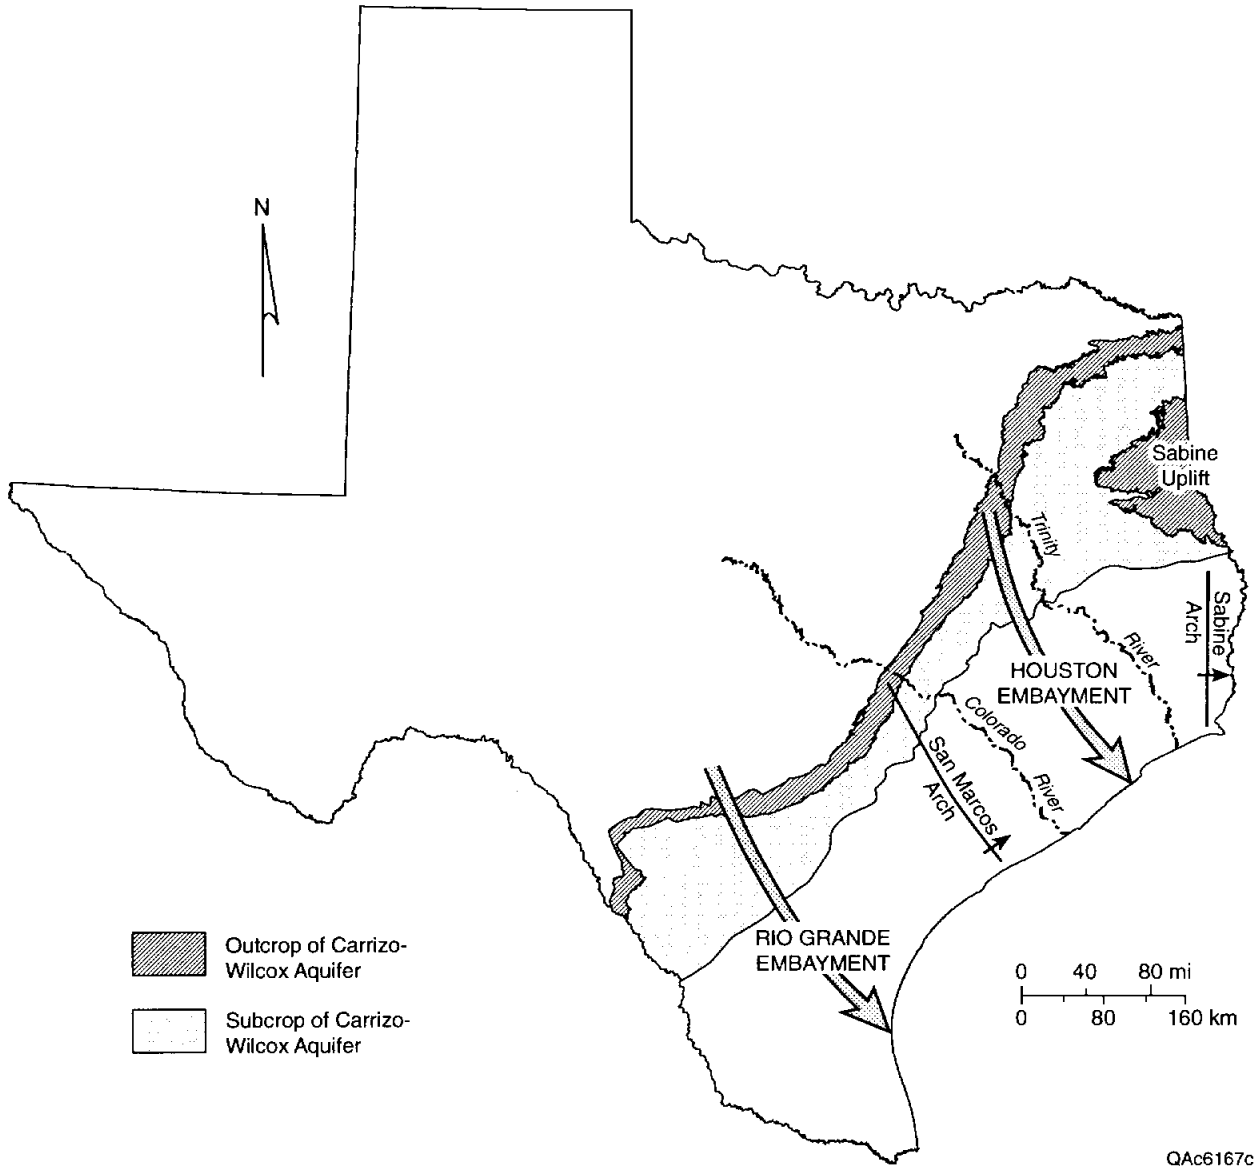 N
Sabine
Uplift
Trinity
River
Sabine
Arch
HOUSTON
EMBAYMENT
Colorado
River
San Marcos
Arch
RIO GRANDE
EMBAYMENT
Outcrop of Carrizo-
Wilcox Aquifer
Subcrop of Carrizo-
Wilcox Aquifer
0 40 80 mi
0 80 160 km
QAc6167c